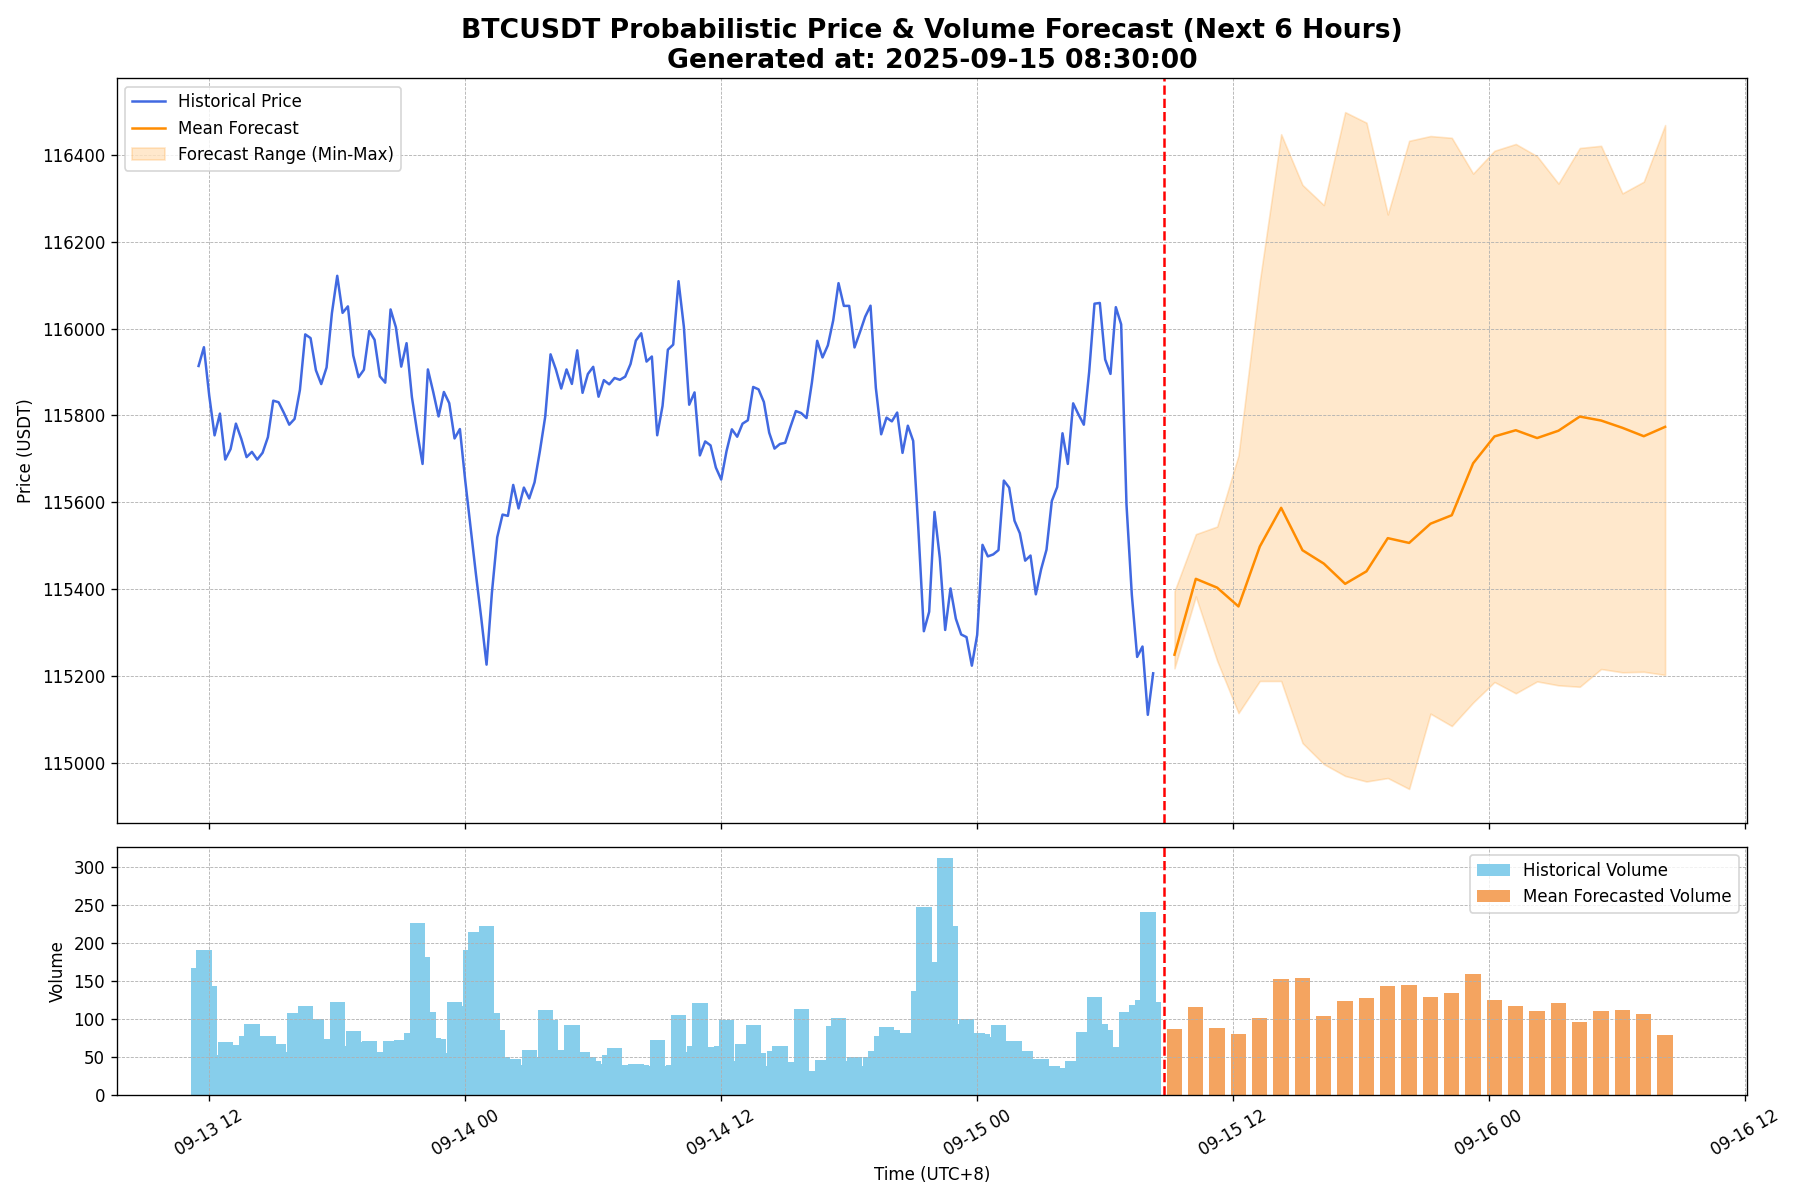 BTCUSDT Probabilistic Price & Volume Forecast (Next 6 Hours)
Generated at: 2025-09-15 08:30:00
Historical Price
Mean Forecast
Forecast Range (Min-Max)
Price (USDT)
116400
116200
116000
115800
115600
115400
115200
115000
Historical Volume
Mean Forecasted Volume
Volume
300
250
200
150
100
50
0
09-13 12
09-14 00
09-14 12
09-15 00
09-15 12
09-16 00
09-16 12
Time (UTC+8)